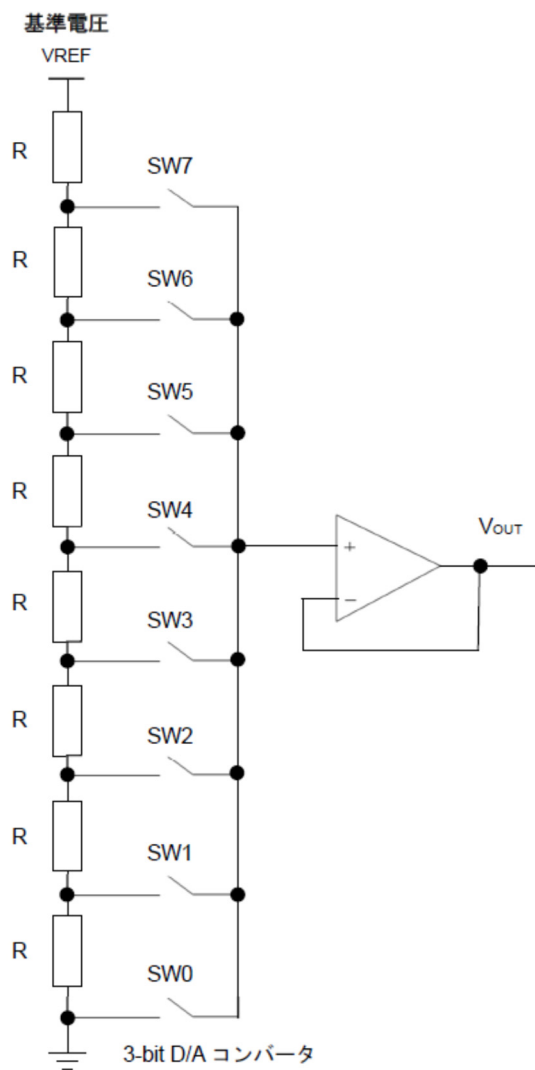 基準電圧
VREF
R
SW7
R
SW6
R
SW5
R
SW4
VOUT
+
−
R
SW3
R
SW2
R
SW1
R
SW0
3-bit D/A コンバータ